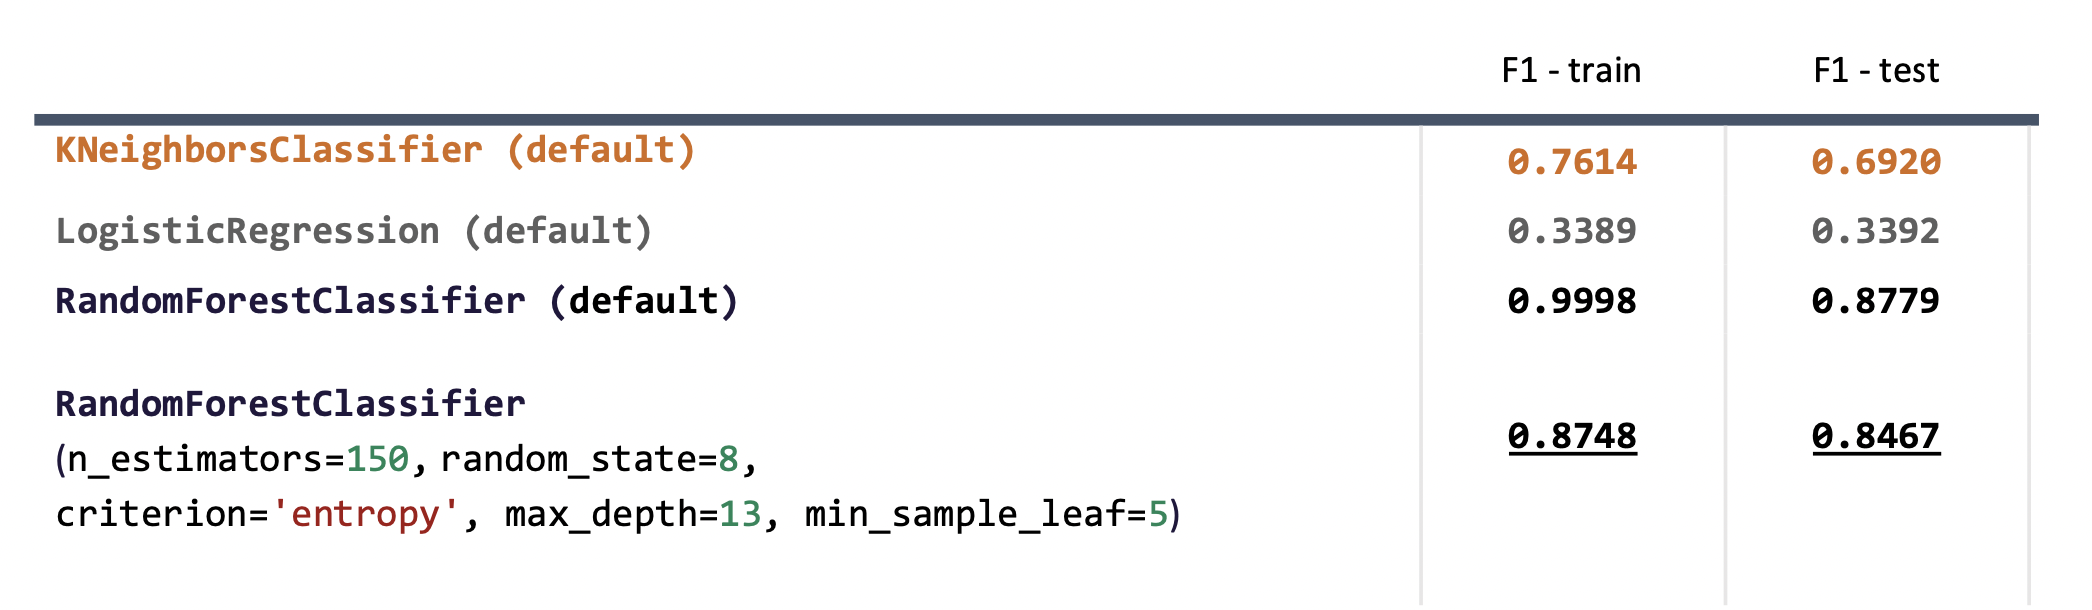 F1 - train F1 - test
KNeighborsClassifier (default) 0.7614 0.6920
LogisticRegression (default) 0.3389 0.3392
RandomForestClassifier (default) 0.9998 0.8779
RandomForestClassifier
0.8748 0.8467
(n_estimators=150, random_state=8,
criterion='entropy', max_depth=13, min_sample_leaf=5)